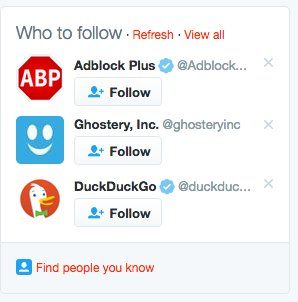 Who to follow · Refresh · View all
ABP
Adblock Plus @Adblock...
Follow
Ghostery, Inc. @ghosteryinc
Follow
DuckDuckGo @duckduc...
Follow
Find people you know